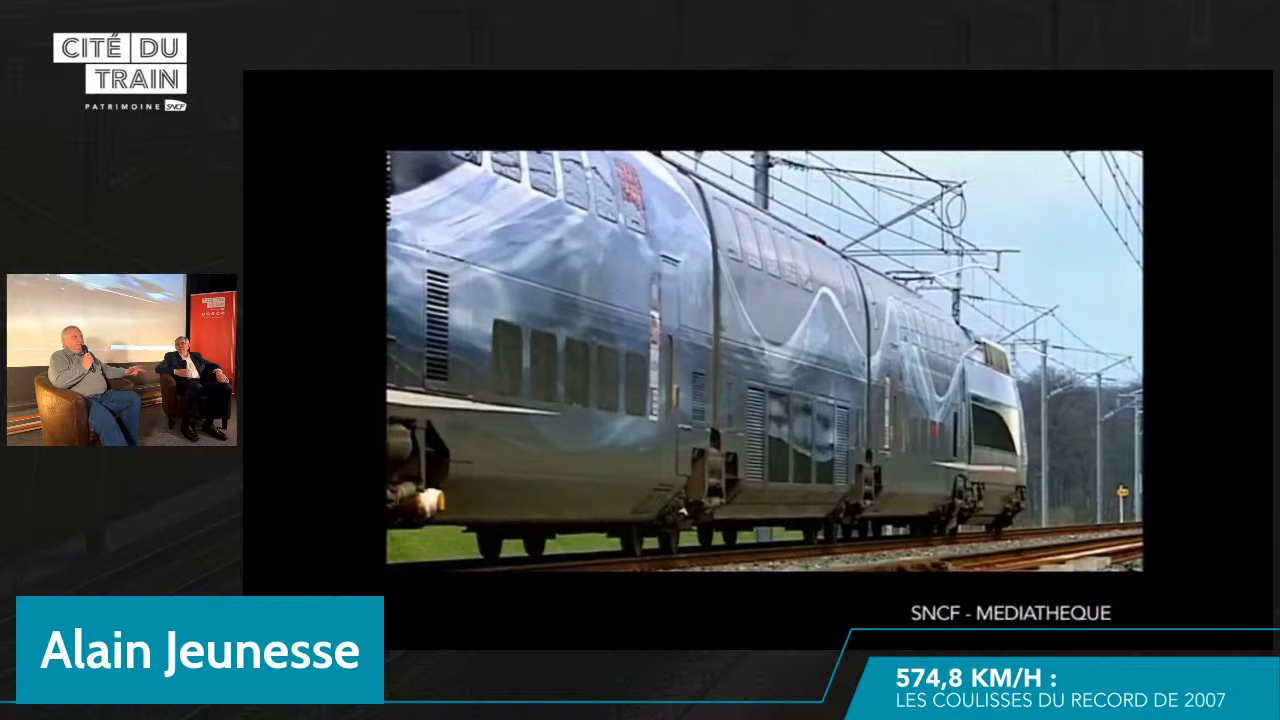 CITÉ DU
TRAIN
PATRIMOINE SNCF
SNCF - MEDIATHEQUE
Alain Jeunesse
574,8 KM/H :
LES COULISSES DU RECORD DE 2007